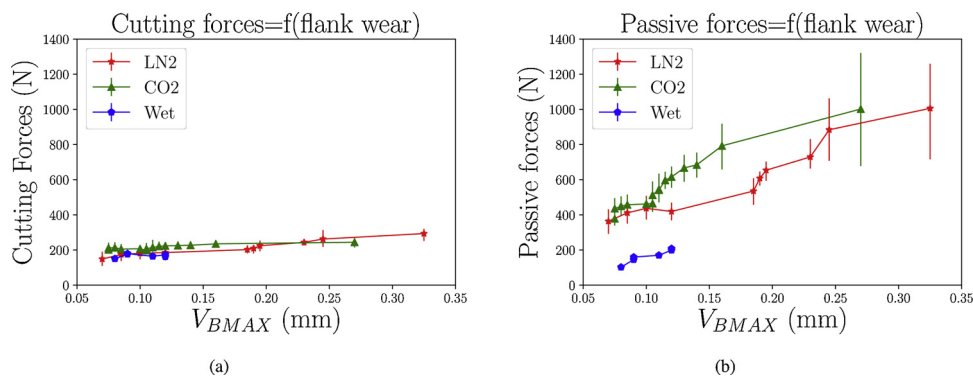 Cutting forces=f(flank wear)
1400
1200
1000
800
600
400
200
0
Cutting Forces (N)
LN2
CO2
Wet
0.05 0.10 0.15 0.20 0.25 0.30 0.35
V_BMAX (mm)
(a)
Passive forces=f(flank wear)
1400
1200
1000
800
600
400
200
0
Passive forces (N)
LN2
CO2
Wet
0.05 0.10 0.15 0.20 0.25 0.30 0.35
V_BMAX (mm)
(b)